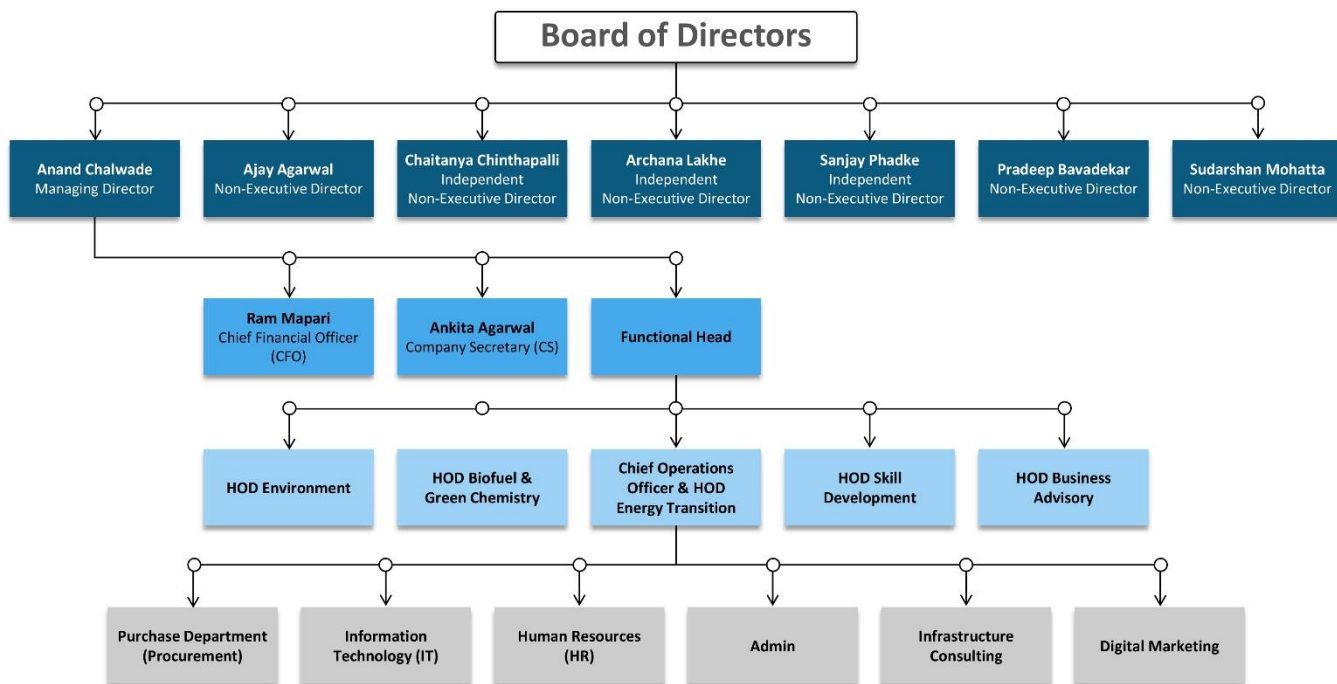 Board of Directors
Anand Chalwade
Managing Director
Ajay Agarwal
Non-Executive Director
Chaitanya Chinthapalli
Independent
Non-Executive Director
Archana Lakhe
Independent
Non-Executive Director
Sanjay Phadke
Independent
Non-Executive Director
Pradeep Bavadekar
Non-Executive Director
Sudarshan Mohatta
Non-Executive Director
Ram Mapari
Chief Financial Officer
(CFO)
Ankita Agarwal
Company Secretary (CS)
Functional Head
HOD Environment
HOD Biofuel &
Green Chemistry
Chief Operations
Officer & HOD
Energy Transition
HOD Skill
Development
HOD Business
Advisory
Purchase Department
(Procurement)
Information
Technology (IT)
Human Resources
(HR)
Admin
Infrastructure
Consulting
Digital Marketing